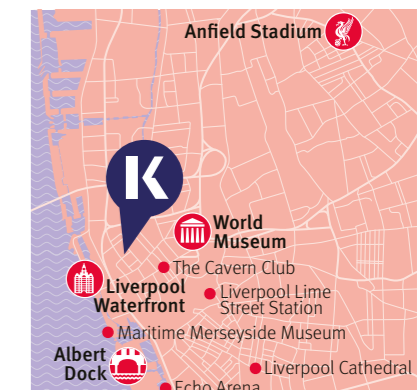 Anfield Stadium
K
World
Museum
The Cavern Club
Liverpool
Waterfront
Liverpool Lime
Street Station
Maritime Merseyside Museum
Albert
Dock
Liverpool Cathedral
Echo Arena